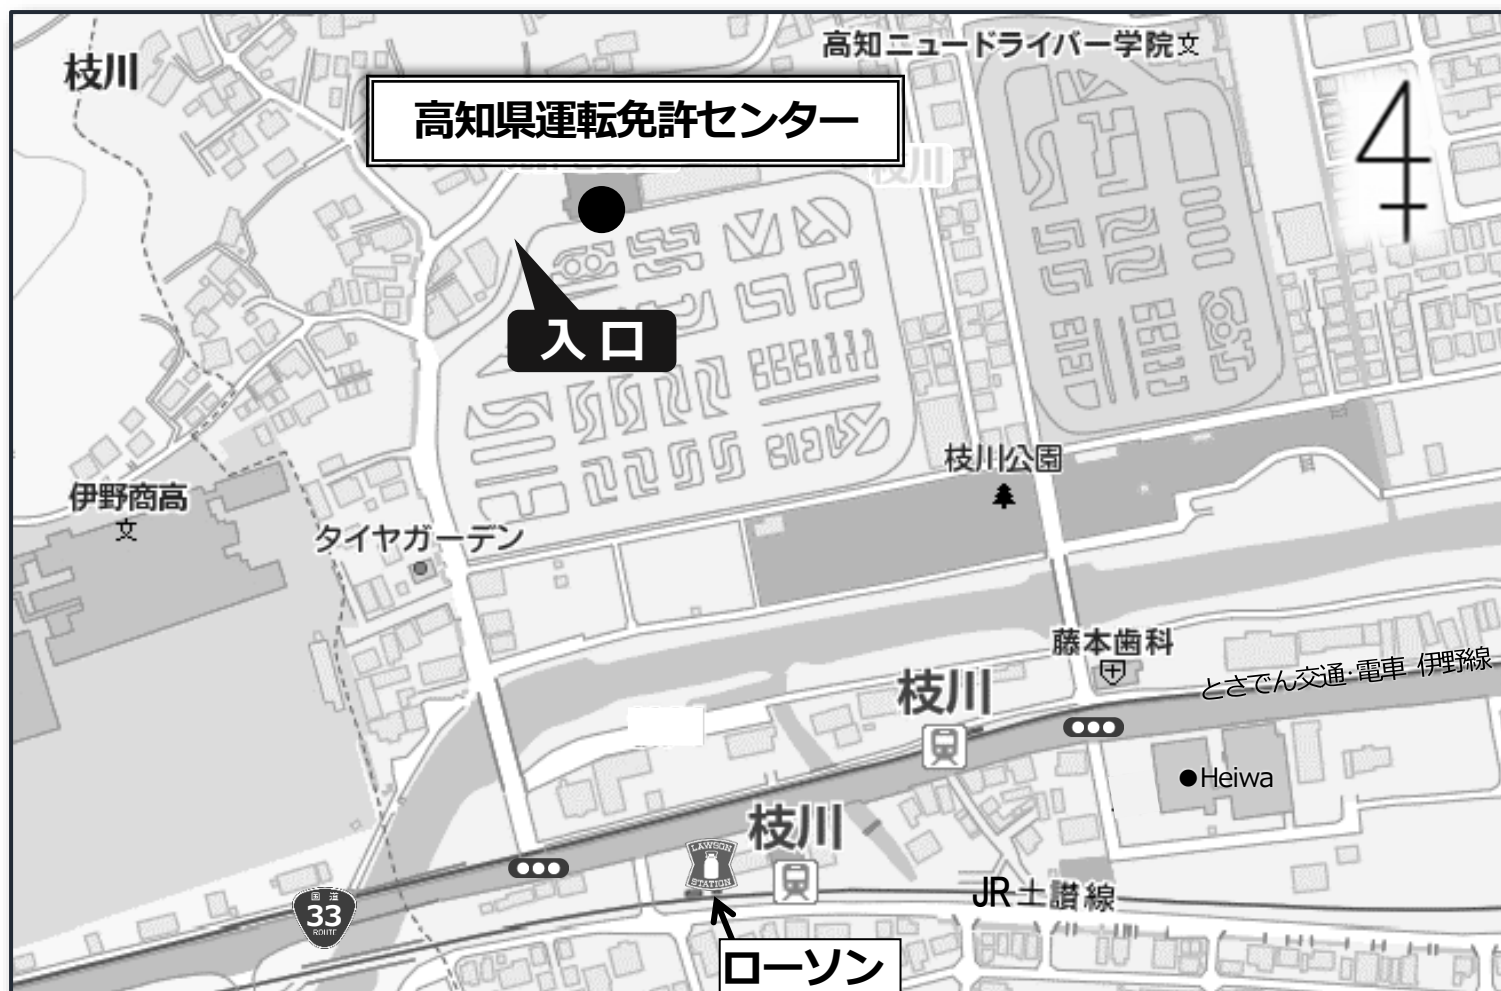 高知ニュードライバー学院
枝川
高知県運転免許センター
枝川
入口
枝川公園
伊野商高
タイヤガーデン
藤本歯科
とさでん交通・電車 伊野線
枝川
Heiwa
枝川
LAWSON
STATION
JR土讃線
国道
33
ROUTE
ローソン